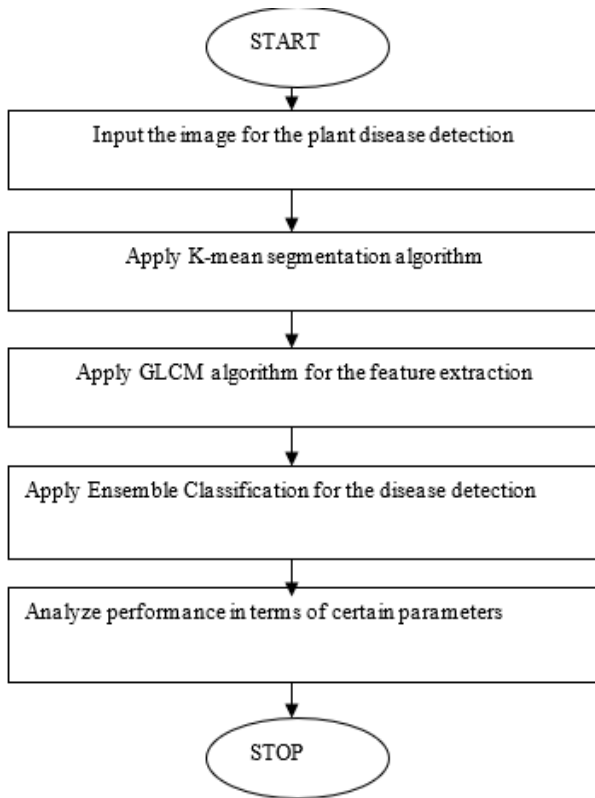 START
Input the image for the plant disease detection
Apply K-mean segmentation algorithm
Apply GLCM algorithm for the feature extraction
Apply Ensemble Classification for the disease detection
Analyze performance in terms of certain parameters
STOP